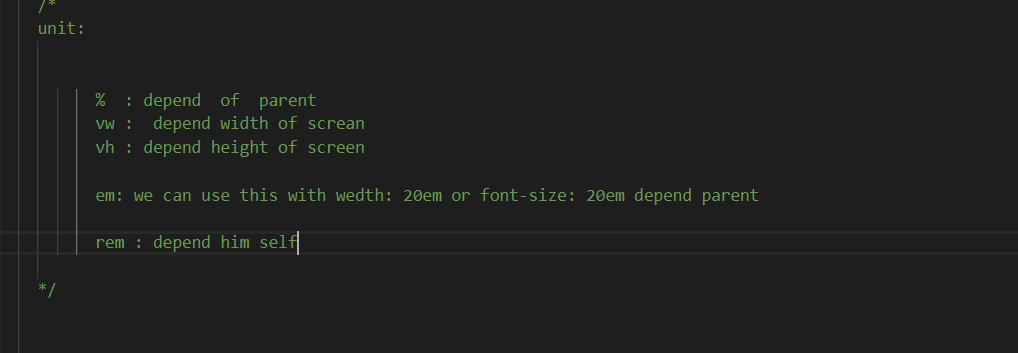 /*
unit:
% : depend of parent
vw : depend width of screan
vh : depend height of screen
em: we can use this with wedth: 20em or font-size: 20em depend parent
rem : depend him self
*/